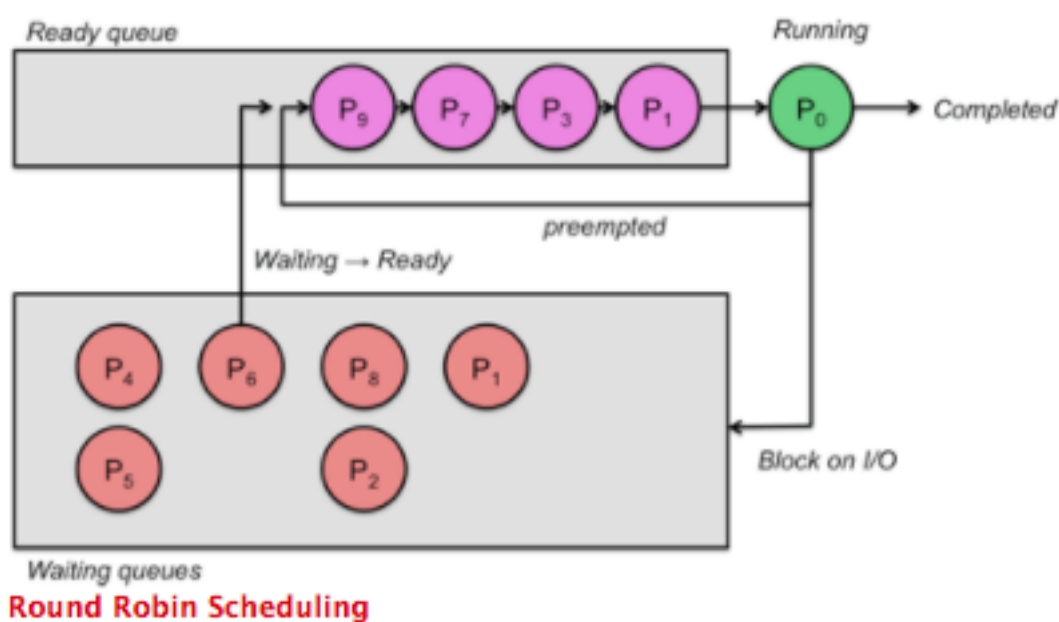 Ready queue
Running
P₉ P₇ P₃ P₁ P₀ Completed
preempted
Waiting → Ready
P₄ P₆ P₈ P₁
Block on I/O
P₅ P₂
Waiting queues
Round Robin Scheduling